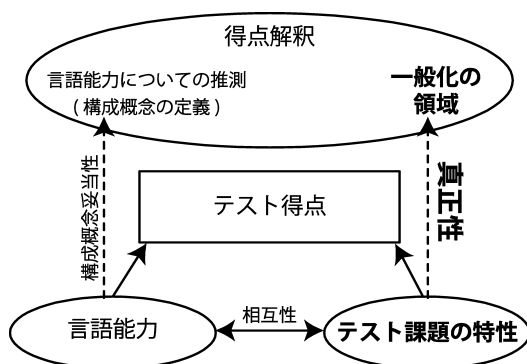 得点解釈
言語能力についての推測
(構成概念の定義)
一般化の
領域
構成概念妥当性
真正性
テスト得点
言語能力
相互性
テスト課題の特性